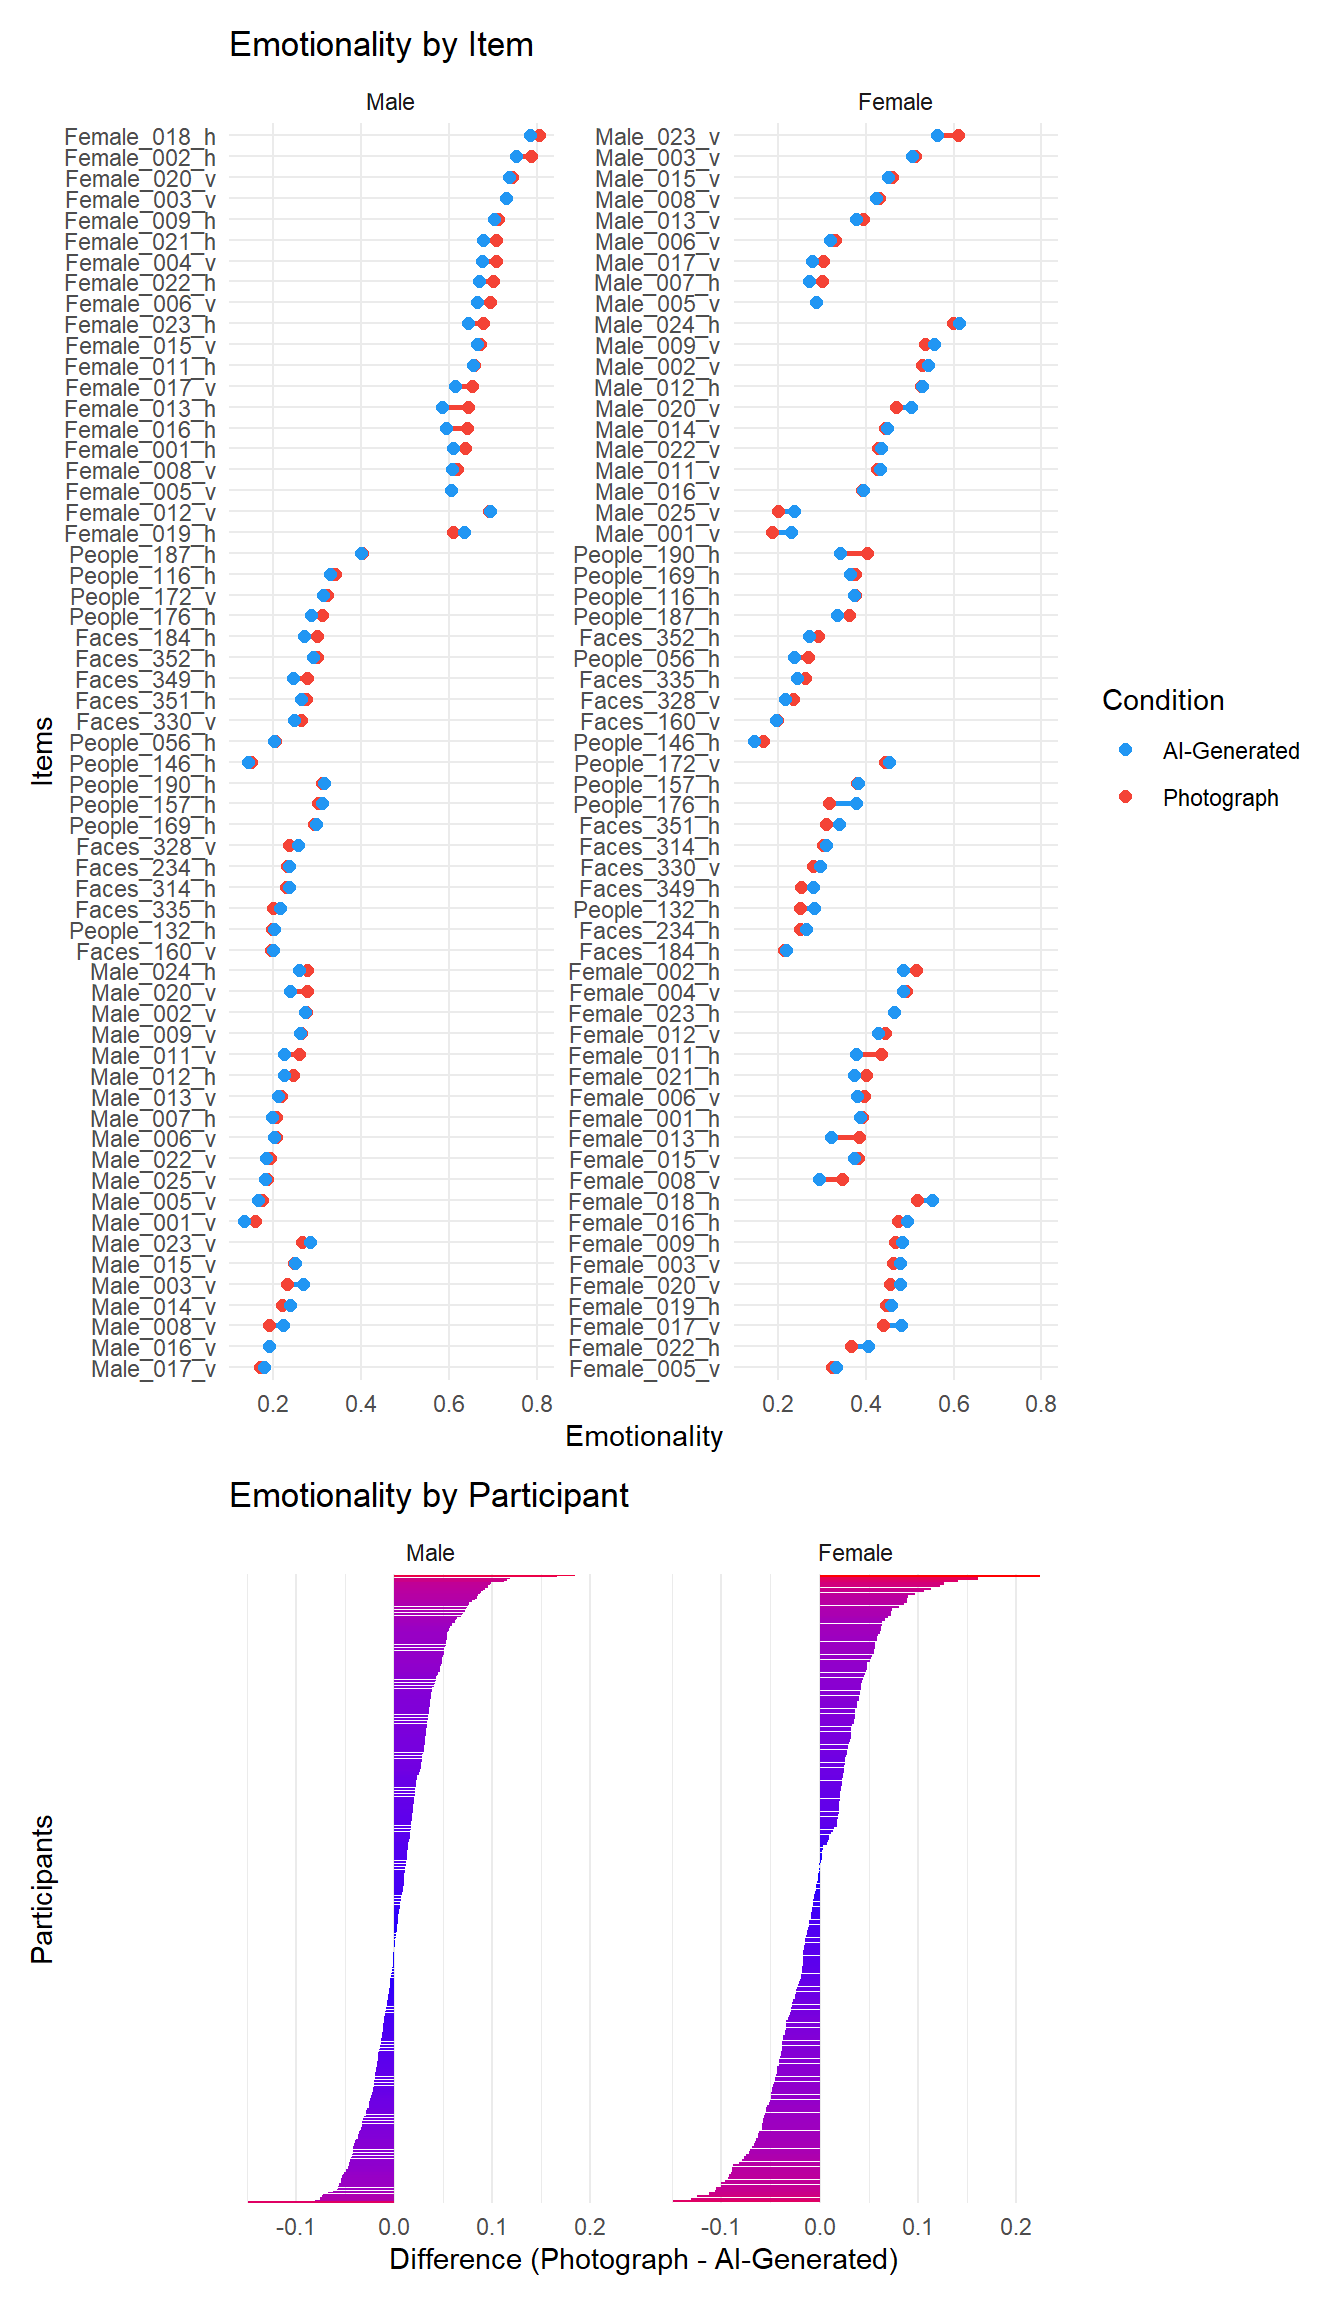 Emotionality by Item
Male
Female
Items
Female_018_h
Female_002_h
Female_020_v
Female_003_v
Female_009_h
Female_021_h
Female_004_v
Female_022_h
Female_006_v
Female_023_h
Female_015_v
Female_011_h
Female_017_v
Female_013_h
Female_016_h
Female_001_h
Female_008_v
Female_005_v
Female_012_v
Female_019_h
People_187_h
People_116_h
People_172_v
People_176_h
Faces_184_h
Faces_352_h
Faces_349_h
Faces_351_h
Faces_330_v
People_056_h
People_146_h
People_190_h
People_157_h
People_169_h
Faces_328_v
Faces_234_h
Faces_314_h
Faces_335_h
People_132_h
Faces_160_v
Male_024_h
Male_020_v
Male_002_v
Male_009_v
Male_011_v
Male_012_h
Male_013_v
Male_007_h
Male_006_v
Male_022_v
Male_025_v
Male_005_v
Male_001_v
Male_023_v
Male_015_v
Male_003_v
Male_014_v
Male_008_v
Male_016_v
Male_017_v
0.2 0.4 0.6 0.8
Male_023_v
Male_003_v
Male_015_v
Male_008_v
Male_013_v
Male_006_v
Male_017_v
Male_007_h
Male_005_v
Male_024_h
Male_009_v
Male_002_v
Male_012_h
Male_020_v
Male_014_v
Male_022_v
Male_011_v
Male_016_v
Male_025_v
Male_001_v
People_190_h
People_169_h
People_116_h
People_187_h
Faces_352_h
People_056_h
Faces_335_h
Faces_328_v
Faces_160_v
People_146_h
People_172_v
People_157_h
People_176_h
Faces_351_h
Faces_314_h
Faces_330_v
Faces_349_h
People_132_h
Faces_234_h
Faces_184_h
Female_002_h
Female_004_v
Female_023_h
Female_012_v
Female_011_h
Female_021_h
Female_006_v
Female_001_h
Female_013_h
Female_015_v
Female_008_v
Female_018_h
Female_016_h
Female_009_h
Female_003_v
Female_020_v
Female_019_h
Female_017_v
Female_022_h
Female_005_v
0.2 0.4 0.6 0.8
Emotionality
Condition
AI-Generated
Photograph
Emotionality by Participant
Male
Female
Participants
-0.1 0.0 0.1 0.2
-0.1 0.0 0.1 0.2
Difference (Photograph - AI-Generated)